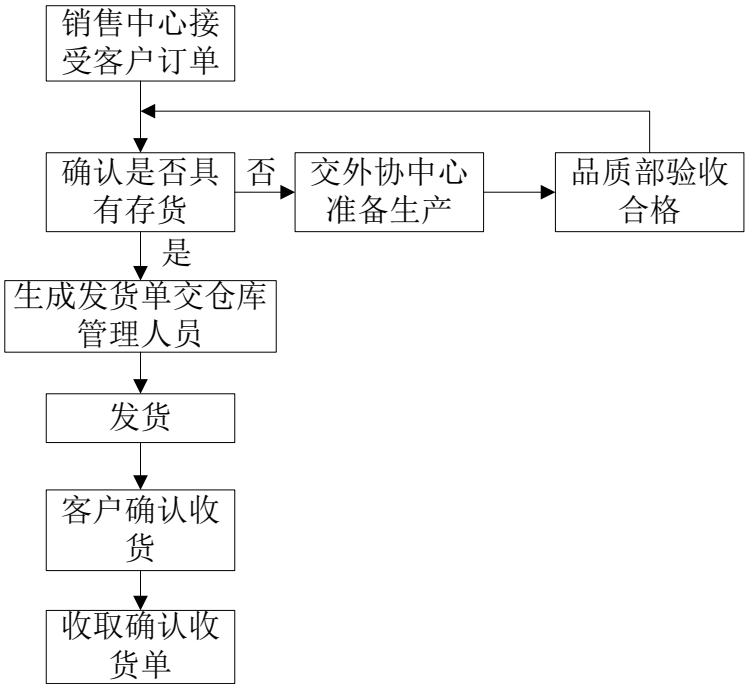 销售中心接
受客户订单
确认是否具
有存货
否
交外协中心
准备生产
品质部验收
合格
是
生成发货单交仓库
管理人员
发货
客户确认收
货
收取确认收
货单